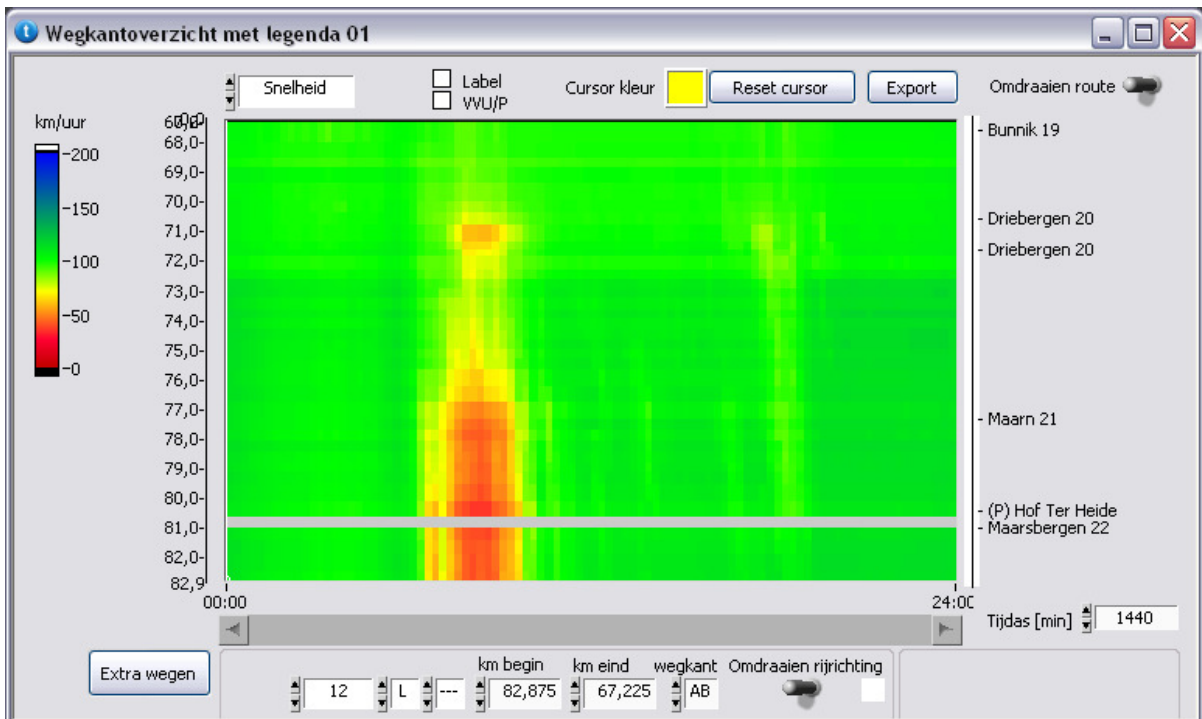 Wegkantoverzicht met legenda 01
Snelheid
Label
VVU/P
Cursor kleur
Reset cursor
Export
Omdraaien route
km/uur
200
150
100
50
0
68,0
69,0
70,0
71,0
72,0
73,0
74,0
75,0
76,0
77,0
78,0
79,0
80,0
81,0
82,0
82,9
Bunnik 19
Driebergen 20
Driebergen 20
Maarn 21
(P) Hof Ter Heide
Maarsbergen 22
00:00
24:00
Tijdas [min] 1440
Extra wegen
km begin km eind wegkant Omdraaien rijrichting
12 L --- 82,875 67,225 AB